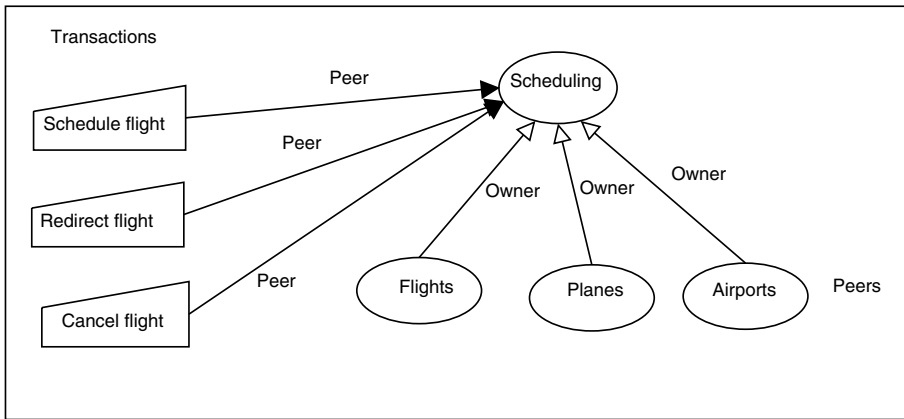 Transactions
Scheduling
Peer
Schedule flight
Peer
Owner
Owner
Owner
Redirect flight
Peer
Flights
Planes
Airports
Peers
Cancel flight